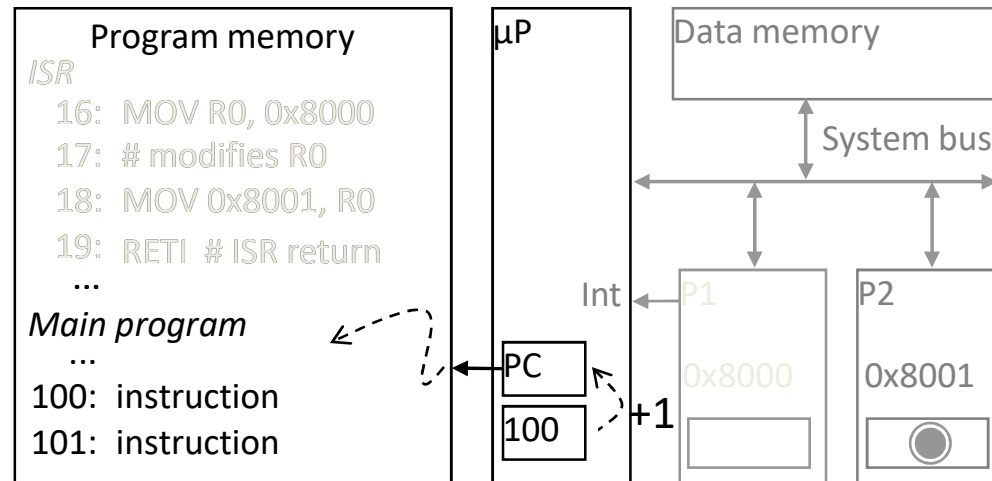 Program memory
ISR
16: MOV R0, 0x8000
17: # modifies R0
18: MOV 0x8001, R0
19: RETI # ISR return
...
Main program
...
100: instruction
101: instruction
μP
Int
PC
100
+1
Data memory
System bus
P1
0x8000
P2
0x8001